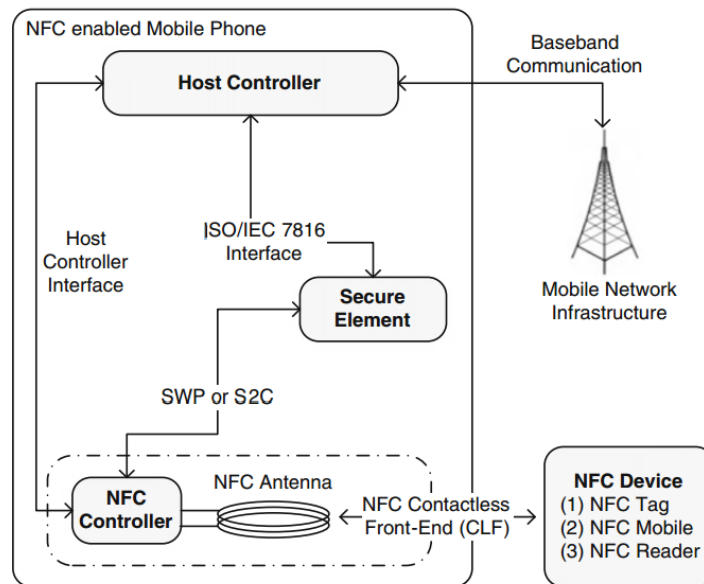 NFC enabled Mobile Phone
Host Controller
Baseband
Communication
ISO/IEC 7816
Interface
Host
Controller
Interface
Secure
Element
Mobile Network
Infrastructure
SWP or S2C
NFC
Controller
NFC Antenna
NFC Contactless
Front-End (CLF)
NFC Device
(1) NFC Tag
(2) NFC Mobile
(3) NFC Reader